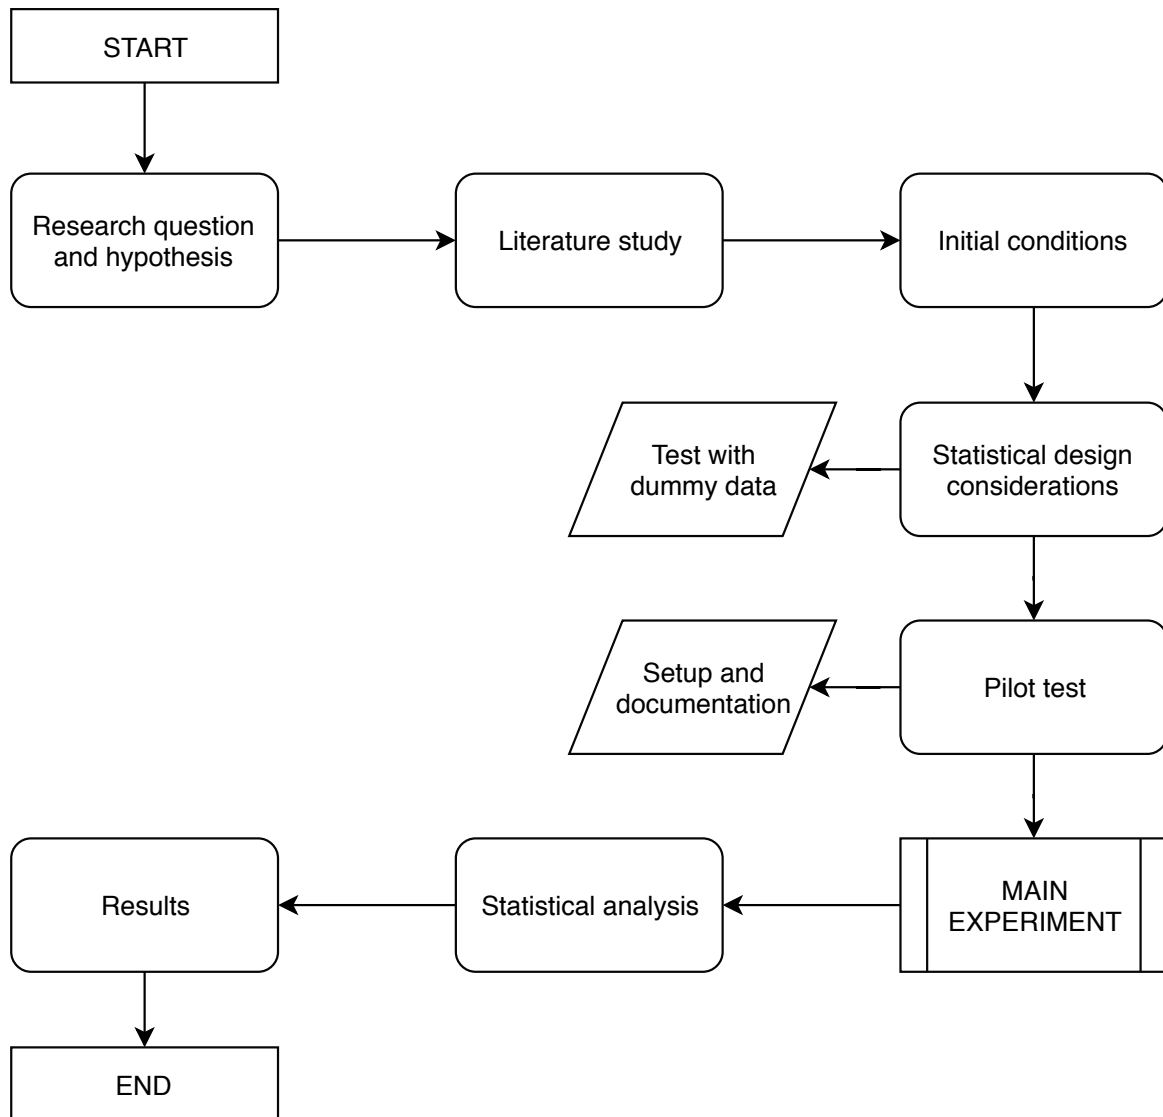 START
Research question
and hypothesis
Literature study
Initial conditions
Test with
dummy data
Statistical design
considerations
Setup and
documentation
Pilot test
Results
Statistical analysis
MAIN
EXPERIMENT
END